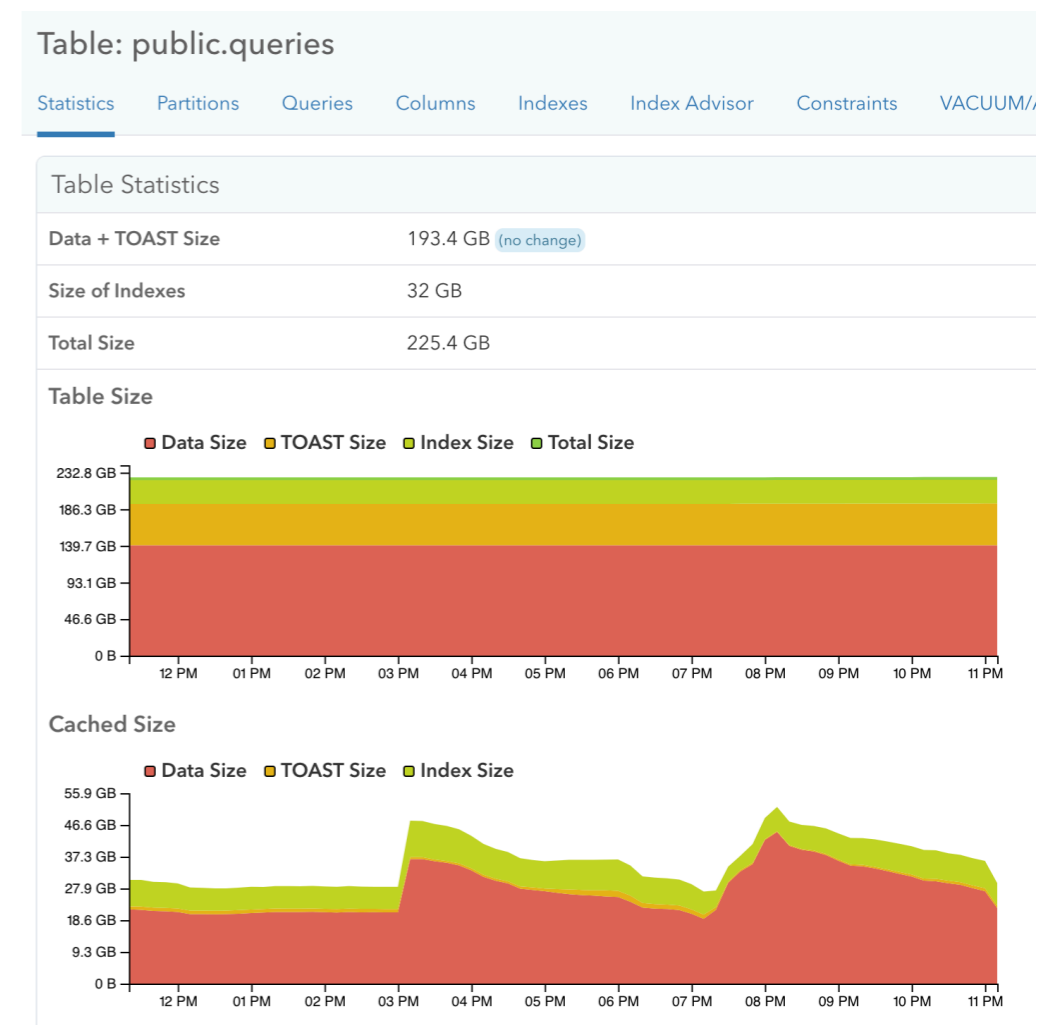 Table: public.queries
Statistics Partitions Queries Columns Indexes Index Advisor Constraints VACUUM/
Table Statistics
Data + TOAST Size 193.4 GB (no change)
Size of Indexes 32 GB
Total Size 225.4 GB
Table Size
Data Size TOAST Size Index Size Total Size
232.8 GB
186.3 GB
139.7 GB
93.1 GB
46.6 GB
0 B
12 PM 01 PM 02 PM 03 PM 04 PM 05 PM 06 PM 07 PM 08 PM 09 PM 10 PM 11 PM
Cached Size
Data Size TOAST Size Index Size
55.9 GB
46.6 GB
37.3 GB
27.9 GB
18.6 GB
9.3 GB
0 B
12 PM 01 PM 02 PM 03 PM 04 PM 05 PM 06 PM 07 PM 08 PM 09 PM 10 PM 11 PM